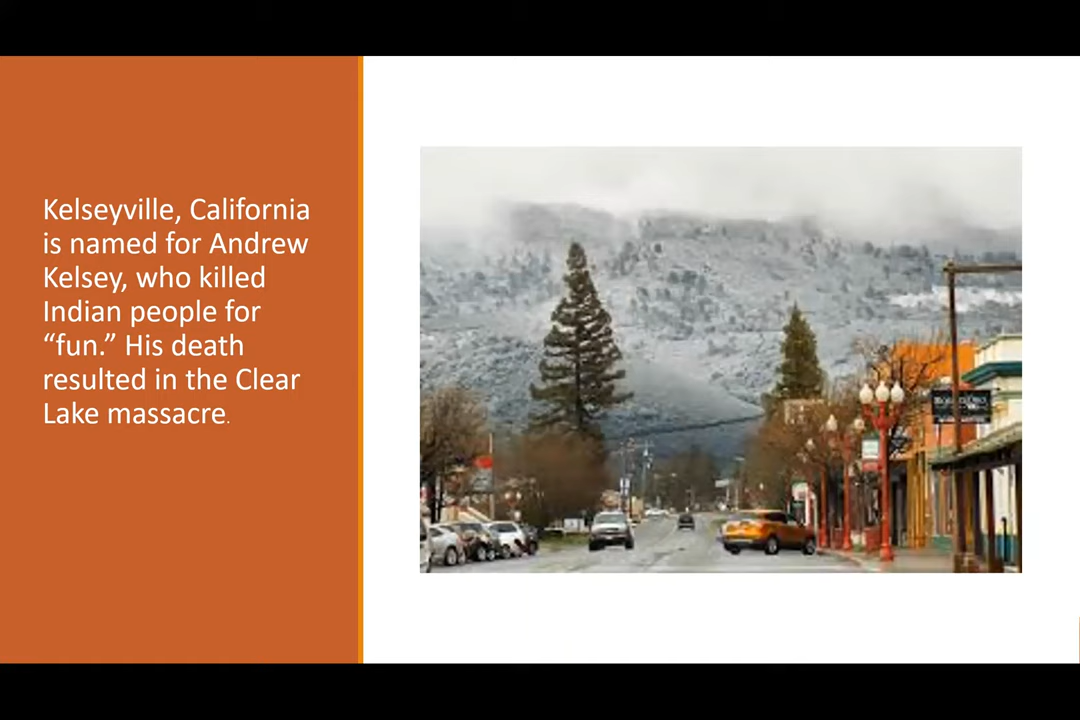 Kelseyville, California
is named for Andrew
Kelsey, who killed
Indian people for
“fun.” His death
resulted in the Clear
Lake massacre.